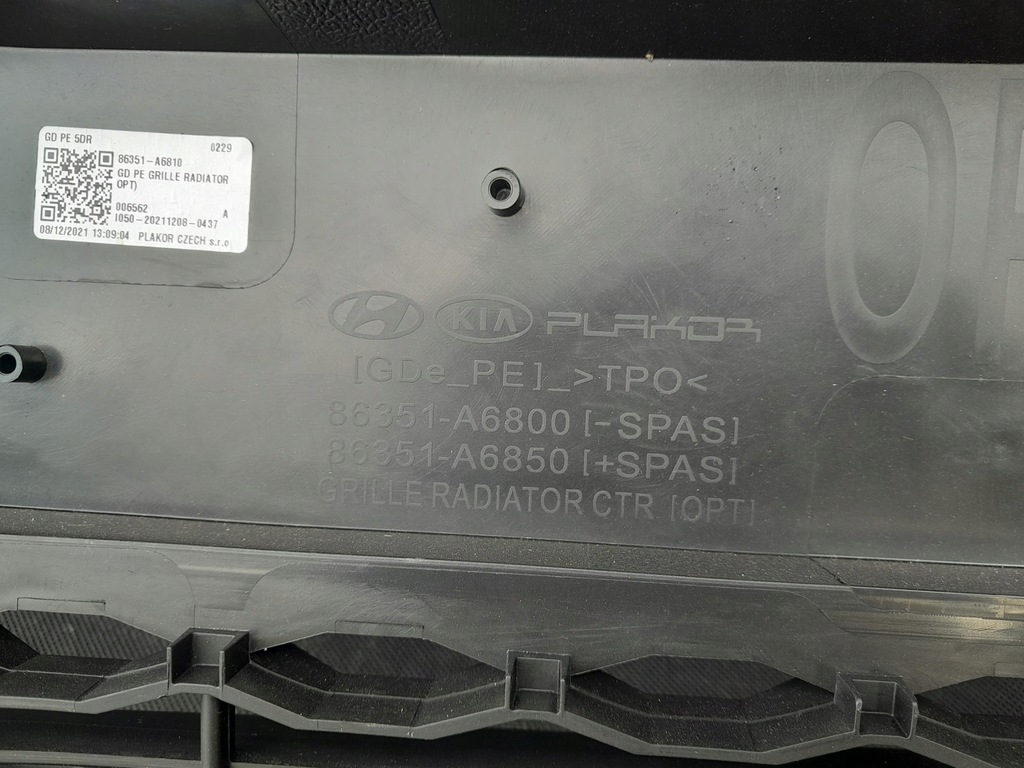 GD PE 5DR 0229
86351-A6810
GD PE GRILLE RADIATOR
OPT)
006562 A
I050-20211208-0437
08/12/2021 13:09:04 PLAKOR CZECH s.r.o
KIA PLAKOR
[GDe_PE]_>TPO<
86351-A6800 [-SPAS]
86351-A6850 [+SPAS]
GRILLE RADIATOR CTR [OPT]